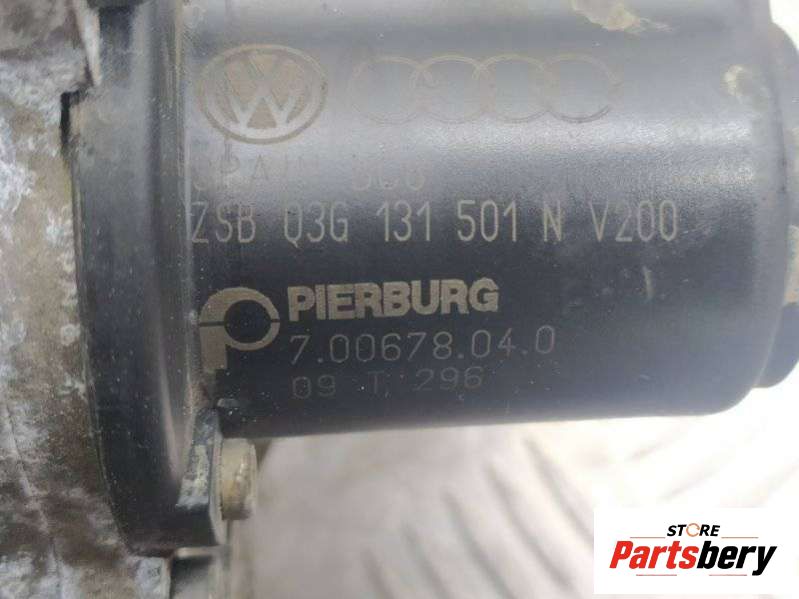 ZSB 03G 131 501 N V200
PIERBURG
7.00678.04.0
09 T, 296
STORE
Partsbery